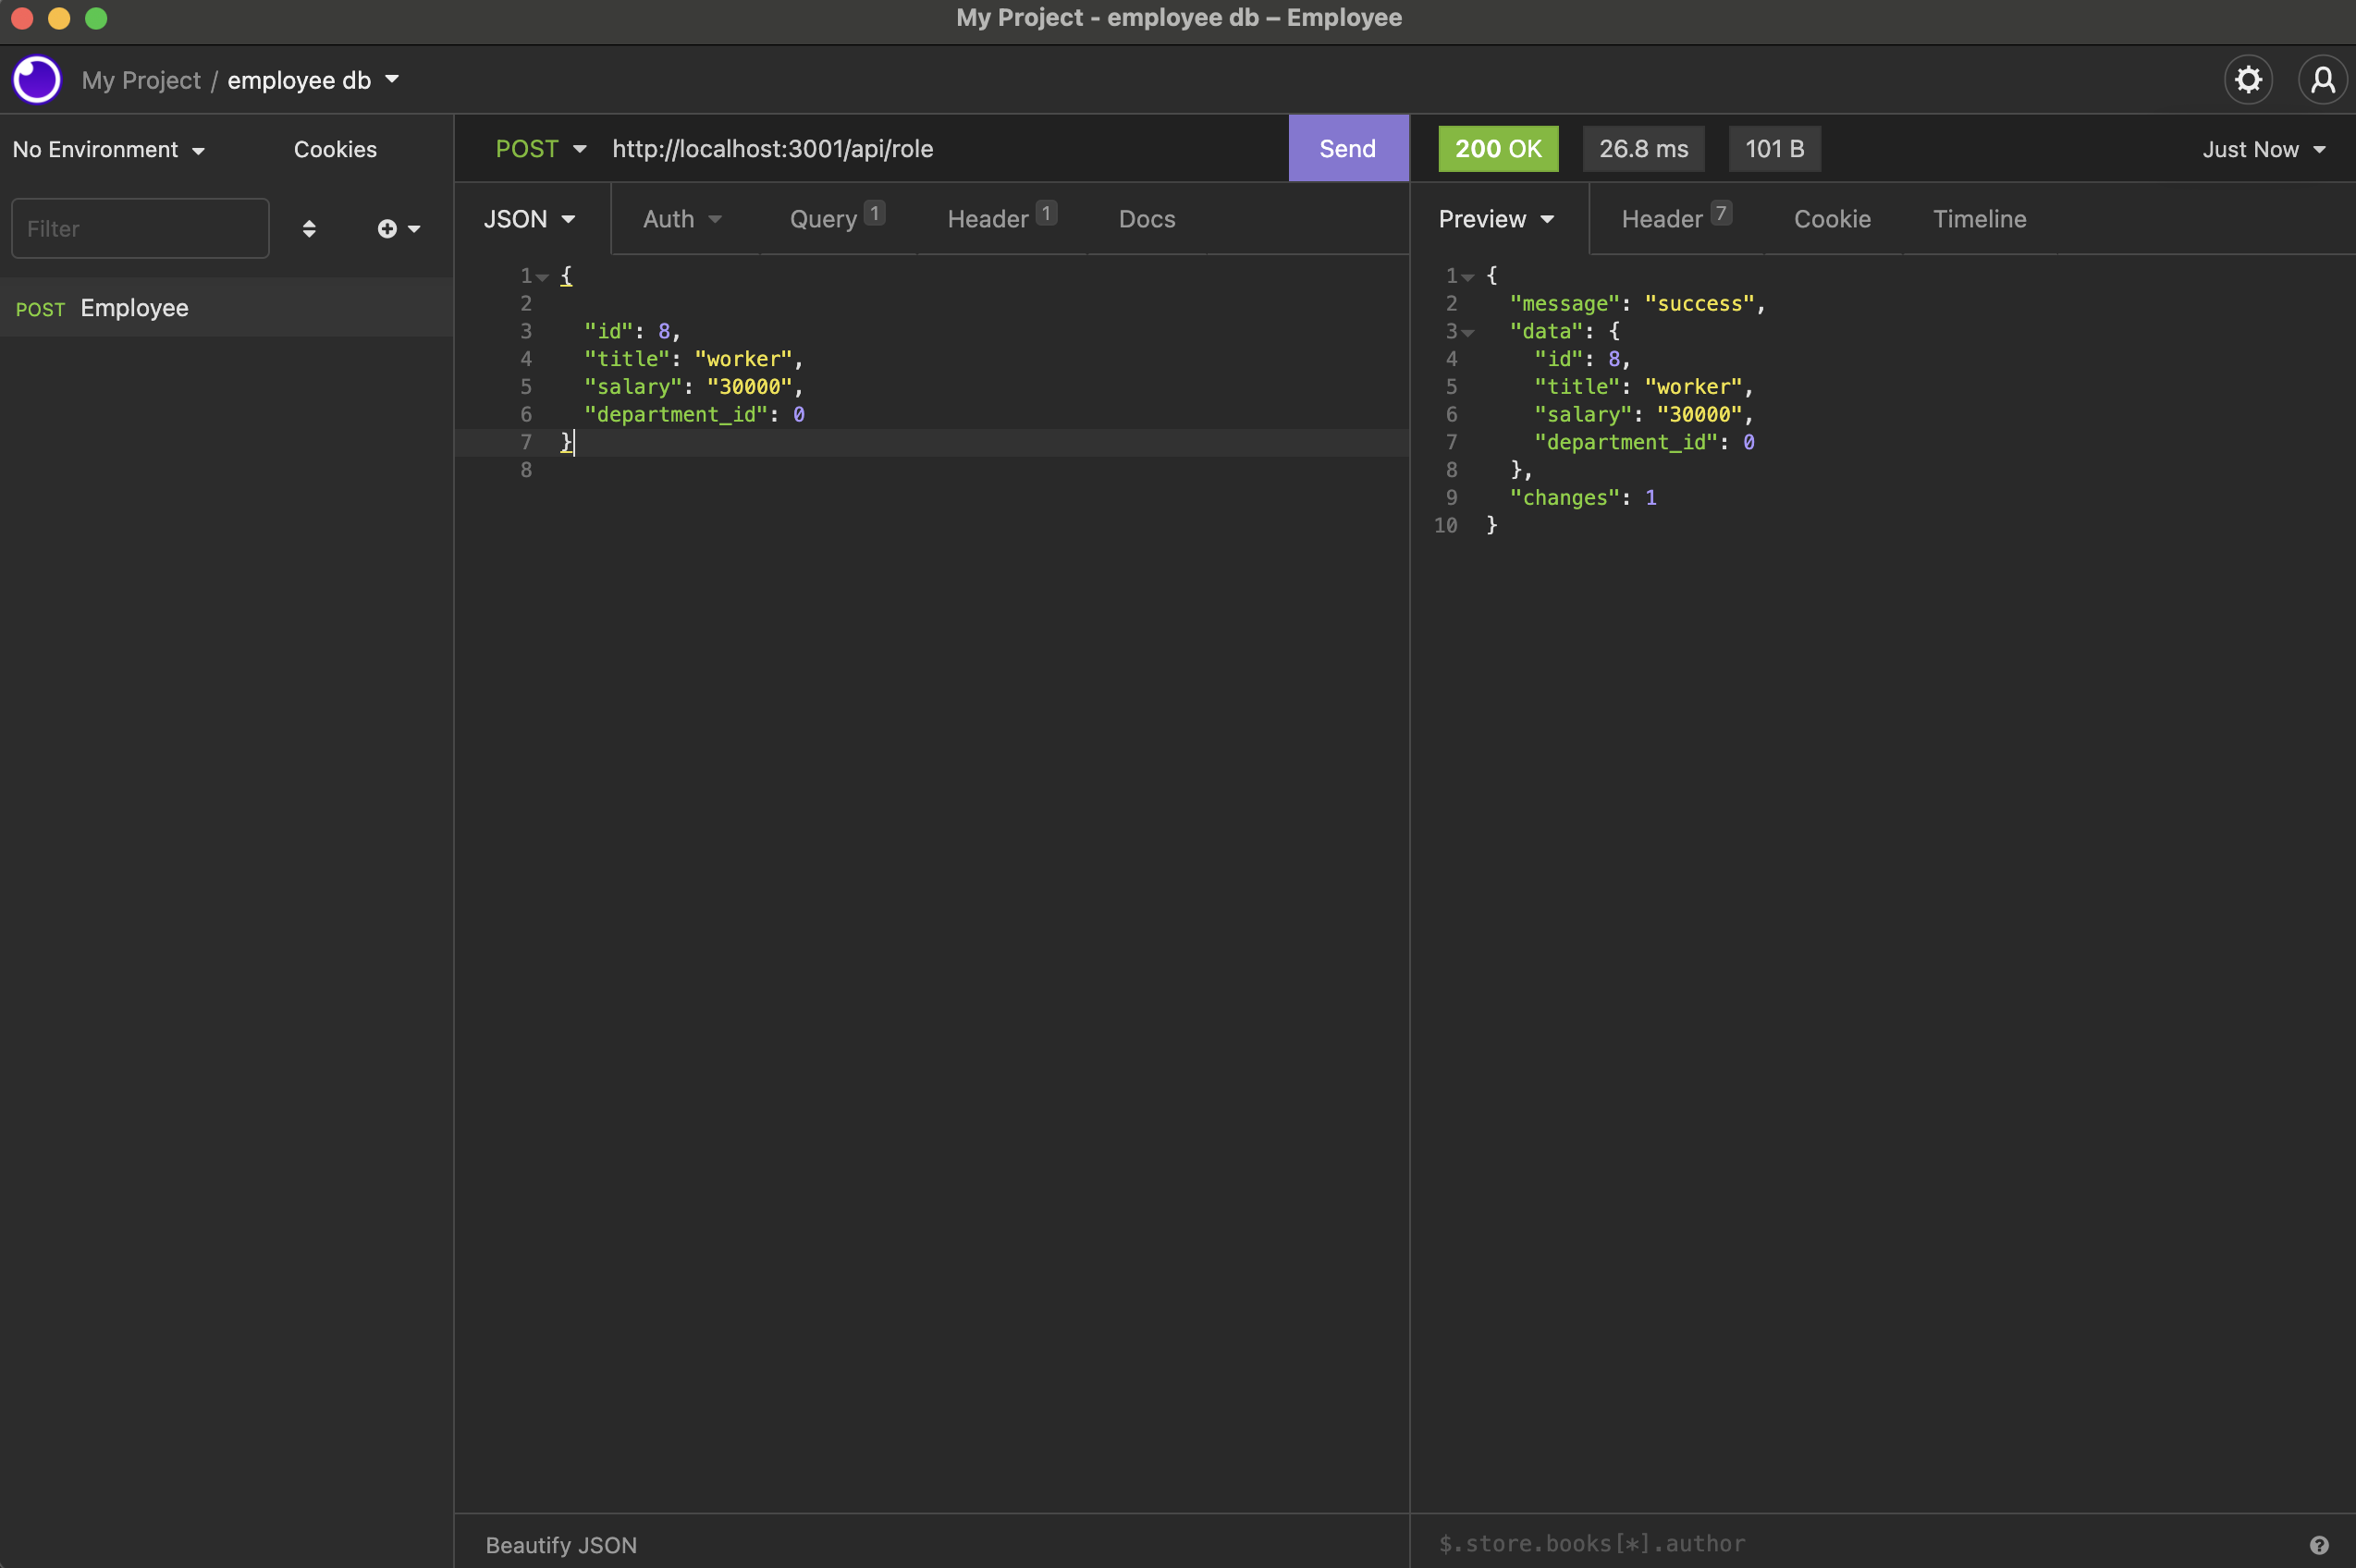 My Project - employee db – Employee
My Project / employee db
No Environment Cookies
Filter
POST Employee
POST http://localhost:3001/api/role Send
JSON Auth Query 1 Header 1 Docs
1 {
2
3 "id": 8,
4 "title": "worker",
5 "salary": "30000",
6 "department_id": 0
7 }
8
Beautify JSON
200 OK 26.8 ms 101 B Just Now
Preview Header 7 Cookie Timeline
1 {
2 "message": "success",
3 "data": {
4 "id": 8,
5 "title": "worker",
6 "salary": "30000",
7 "department_id": 0
8 },
9 "changes": 1
10 }
$.store.books[*].author ?